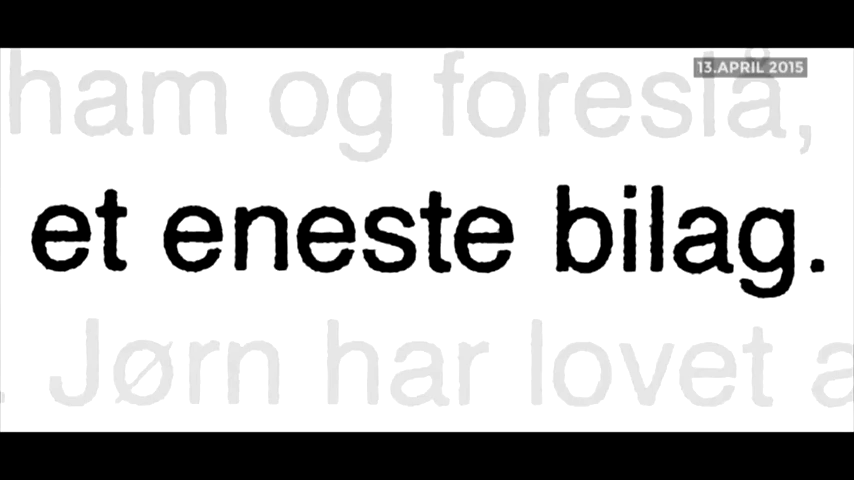 13.APRIL 2015
ham og foreslå,
et eneste bilag.
. Jørn har lovet a